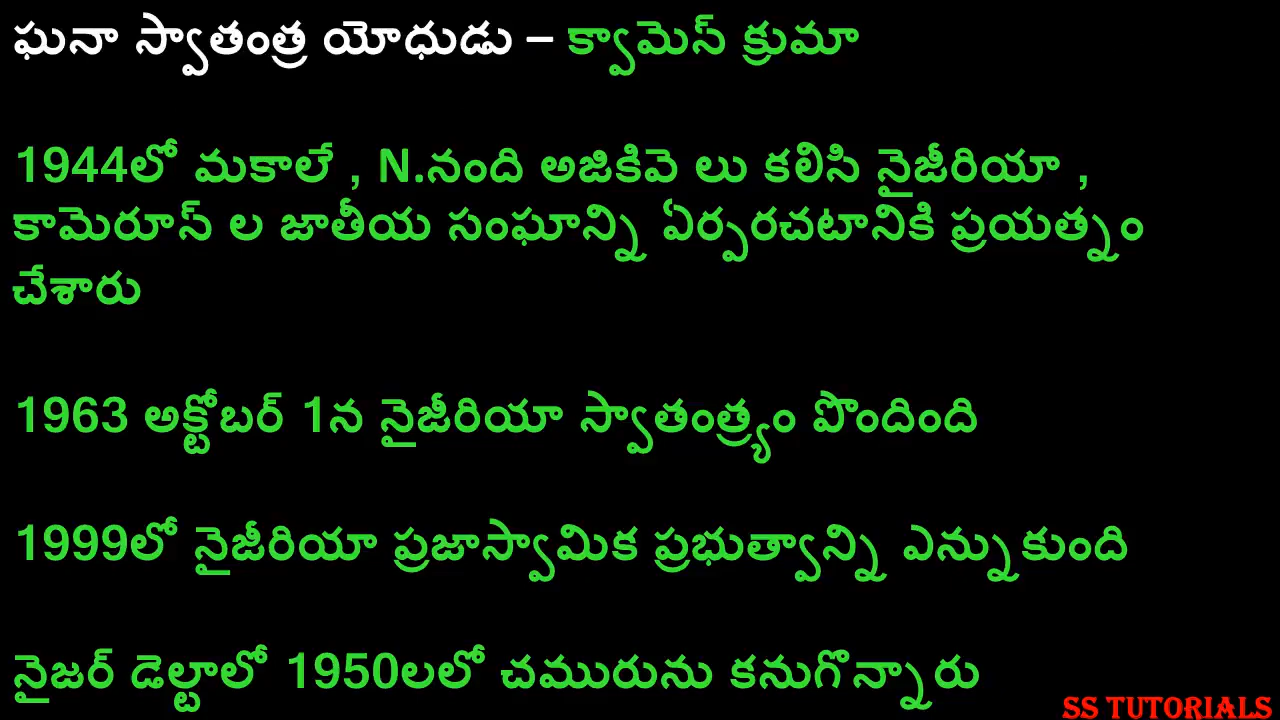 ఘనా స్వాతంత్ర యోధుడు – క్వామెస్ క్రుమా
1944లో మకాలే , N.నంది అజికివె లు కలిసి నైజీరియా ,
కామెరూన్ ల జాతీయ సంఘాన్ని ఏర్పరచటానికి ప్రయత్నం
చేశారు
1963 అక్టోబర్ 1న నైజీరియా స్వాతంత్ర్యం పొందింది
1999లో నైజీరియా ప్రజాస్వామిక ప్రభుత్వాన్ని ఎన్నుకుంది
నైజర్ డెల్టాలో 1950లలో చమురును కనుగొన్నారు
SS TUTORIALS